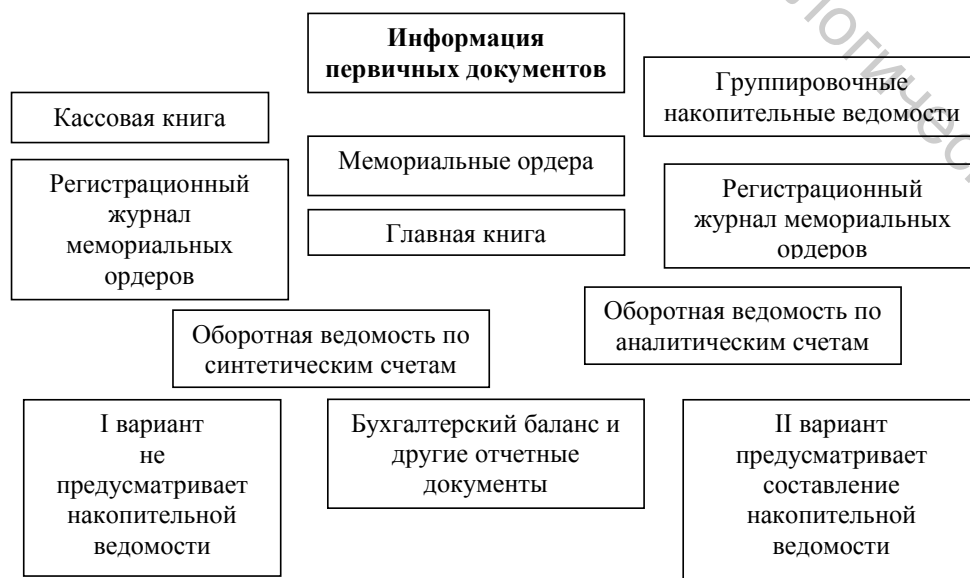 Информация
первичных документов
Группировочные
накопительные ведомости
Кассовая книга
Мемориальные ордера
Регистрационный
журнал
мемориальных
ордеров
Главная книга
Регистрационный
журнал мемориальных
ордеров
Оборотная ведомость по
синтетическим счетам
Оборотная ведомость по
аналитическим счетам
I вариант
не
предусматривает
накопительной
ведомости
Бухгалтерский баланс и
другие отчетные
документы
II вариант
предусматривает
составление
накопительной
ведомости